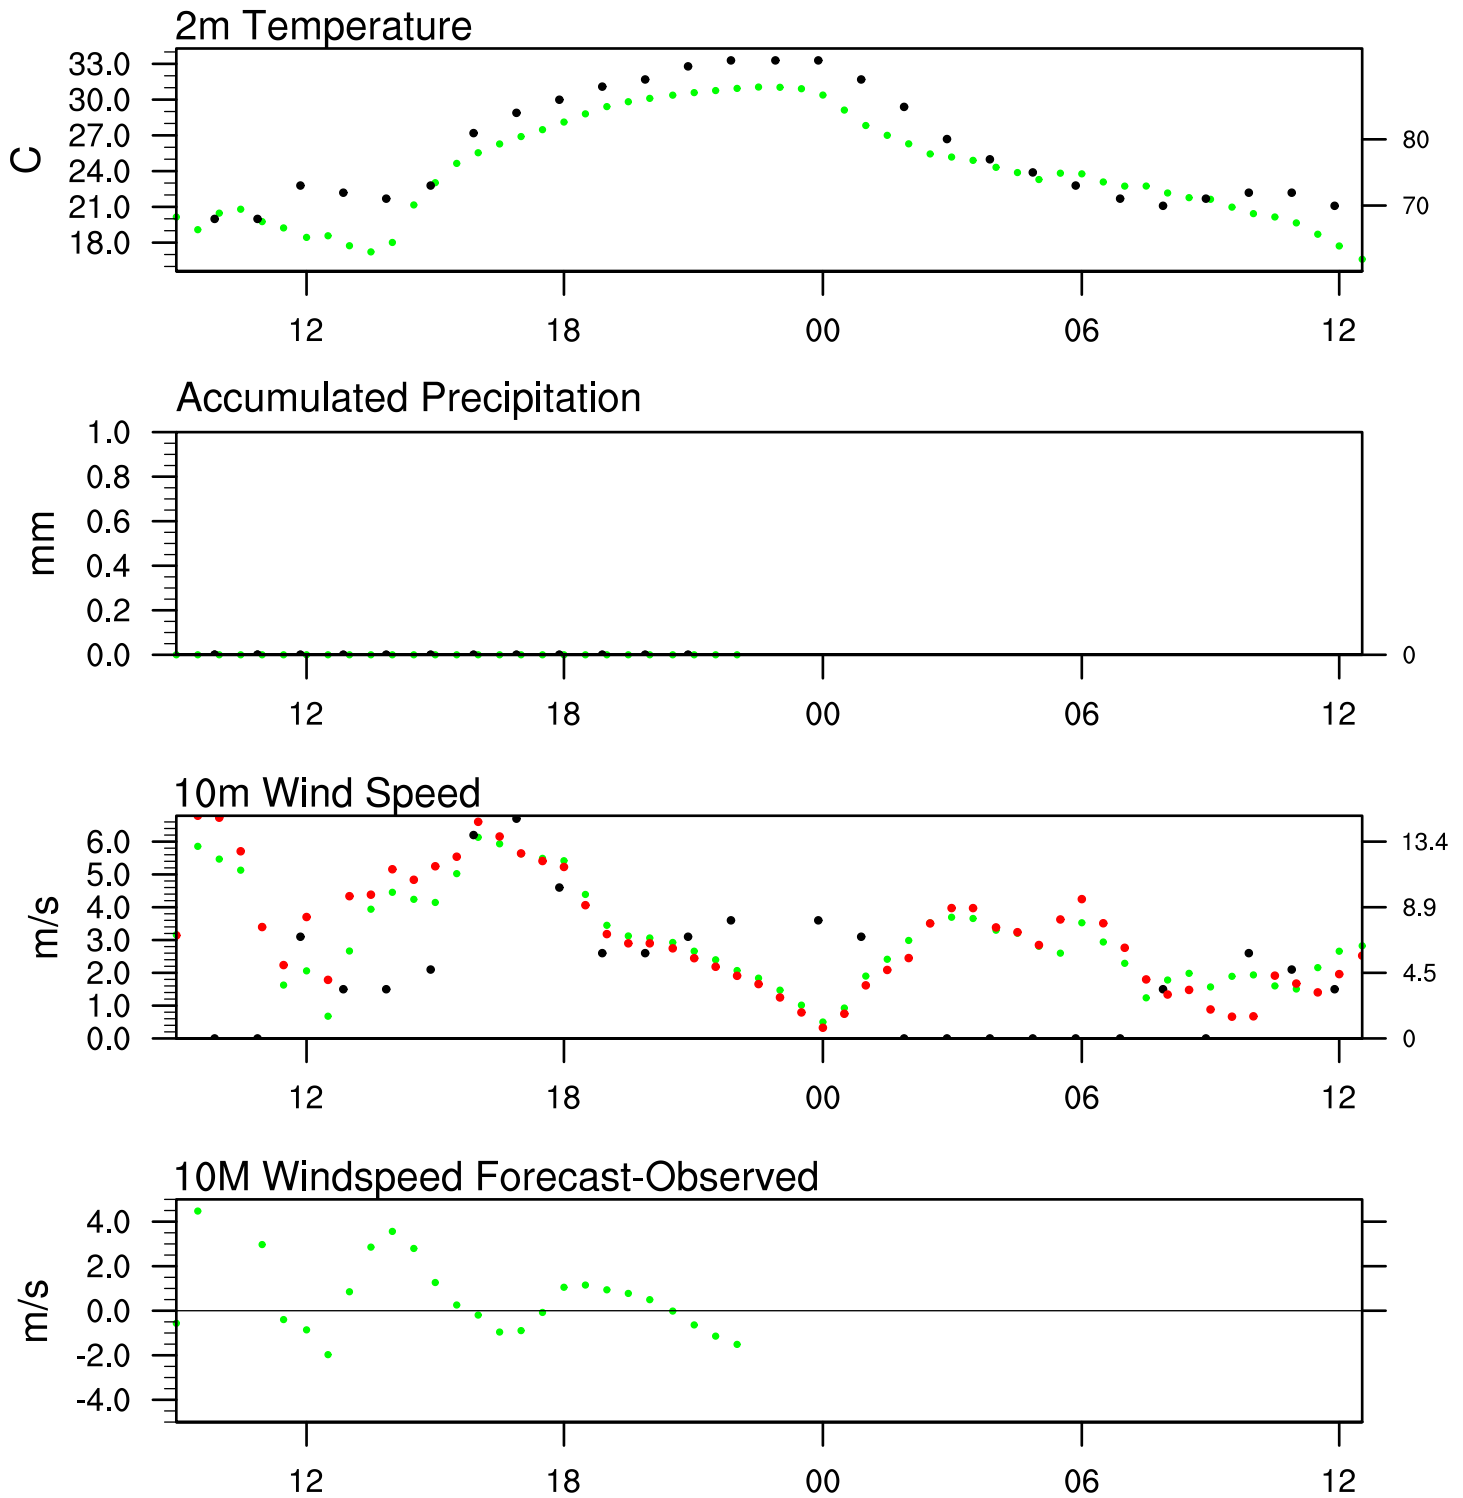 2m Temperature
33.0
30.0
27.0
24.0
21.0
18.0
C
80
70
12 18 00 06 12
Accumulated Precipitation
1.0
0.8
0.6
0.4
0.2
0.0
mm
0
12 18 00 06 12
10m Wind Speed
6.0
5.0
4.0
3.0
2.0
1.0
0.0
m/s
13.4
8.9
4.5
0
12 18 00 06 12
10M Windspeed Forecast-Observed
4.0
2.0
0.0
-2.0
-4.0
m/s
12 18 00 06 12